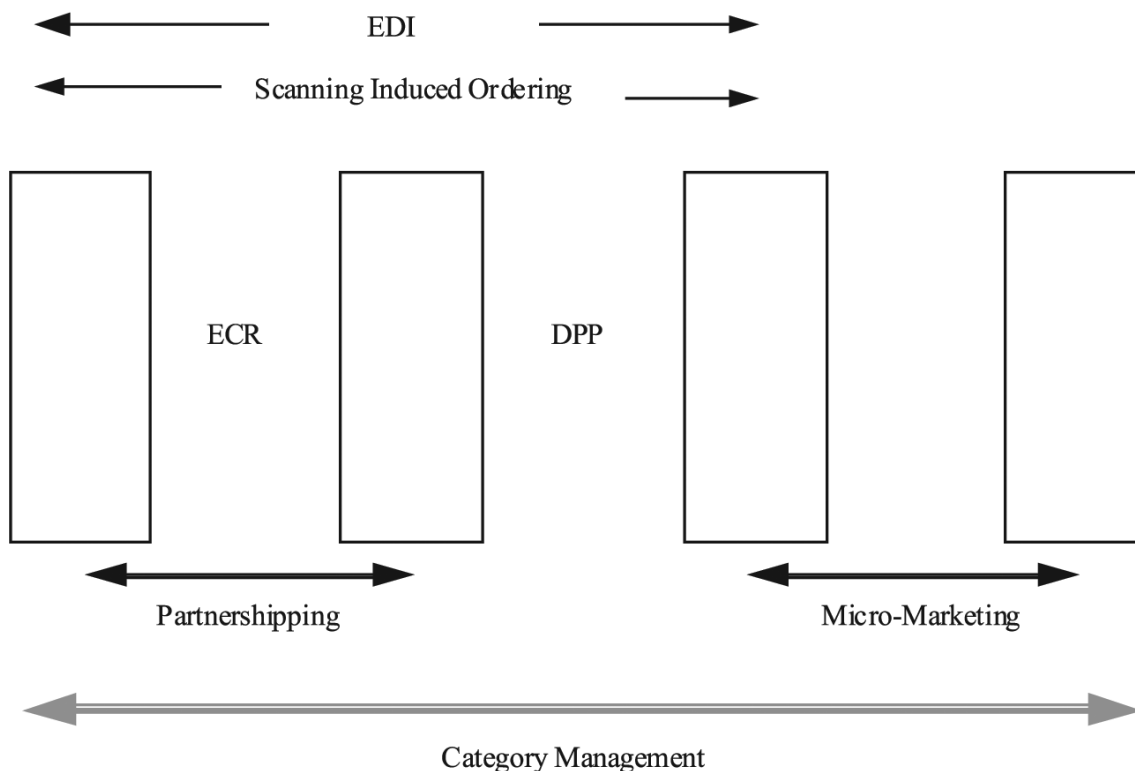 EDI
Scanning Induced Ordering
ECR
DPP
Partnershipping
Micro-Marketing
Category Management